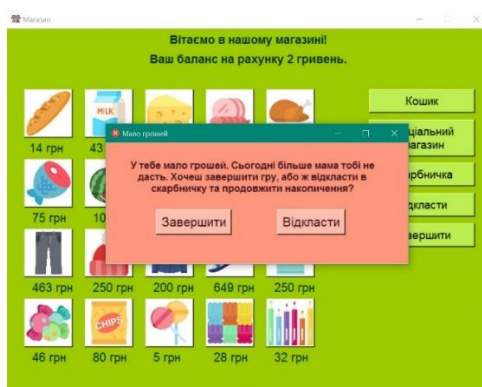 Магазин
Вітаємо в нашому магазині!
Ваш баланс на рахунку 2 гривень.
MILK
Кошик
14 грн
43
Мало грошей
У тебе мало грошей. Сьогодні більше мама тобі не
дасть. Хочеш завершити гру, або ж відкласти в
скарбничку та продовжити накопичення?
Завершити
Відкласти
75 грн
10
463 грн
250 грн
200 грн
649 грн
250 грн
CHIPS
46 грн
80 грн
5 грн
28 грн
32 грн